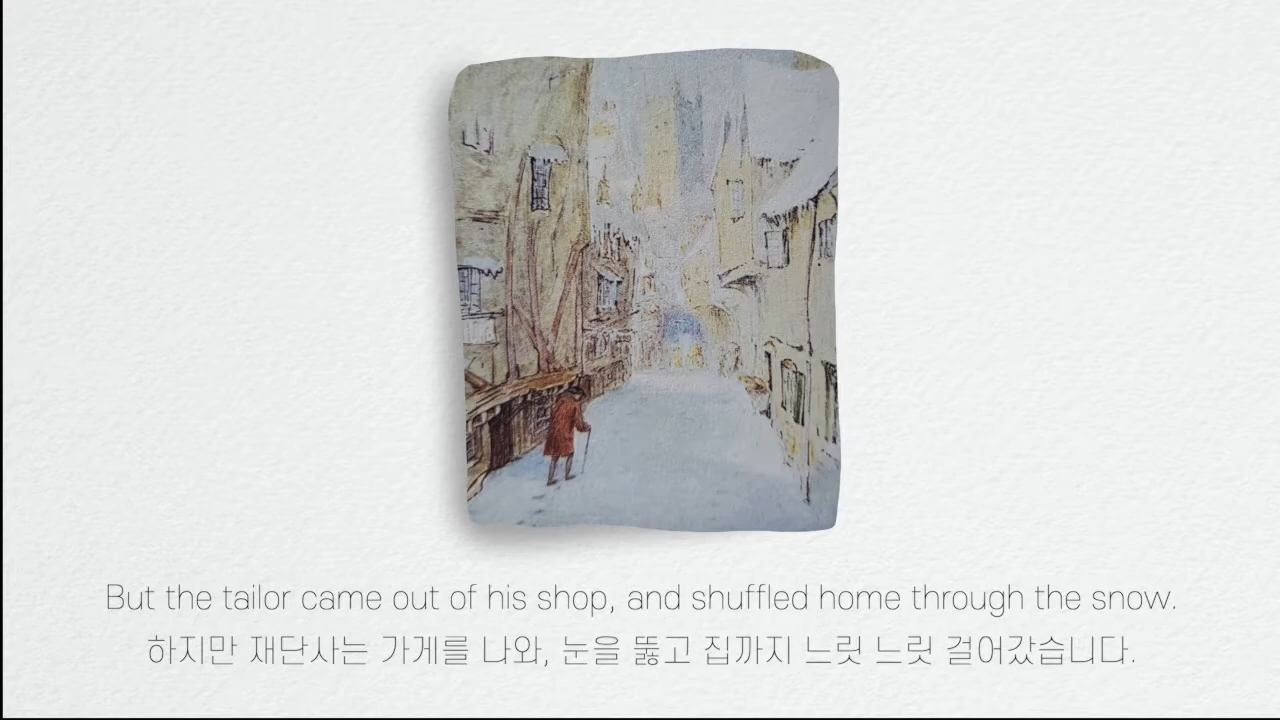 But the tailor came out of his shop, and shuffled home through the snow.
하지만 재단사는 가게를 나와, 눈을 뚫고 집까지 느릿 느릿 걸어갔습니다.